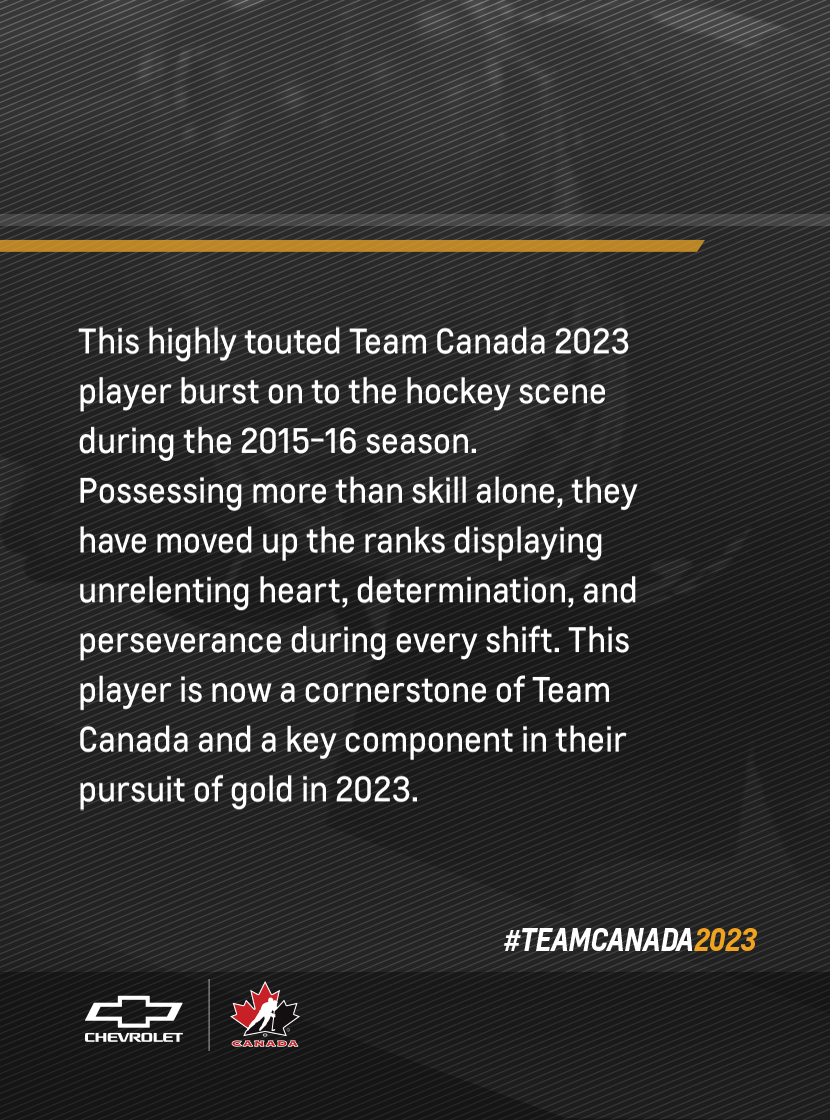 This highly touted Team Canada 2023
player burst on to the hockey scene
during the 2015-16 season.
Possessing more than skill alone, they
have moved up the ranks displaying
unrelenting heart, determination, and
perseverance during every shift. This
player is now a cornerstone of Team
Canada and a key component in their
pursuit of gold in 2023.
#TEAMCANADA2023
CHEVROLET
CANADA